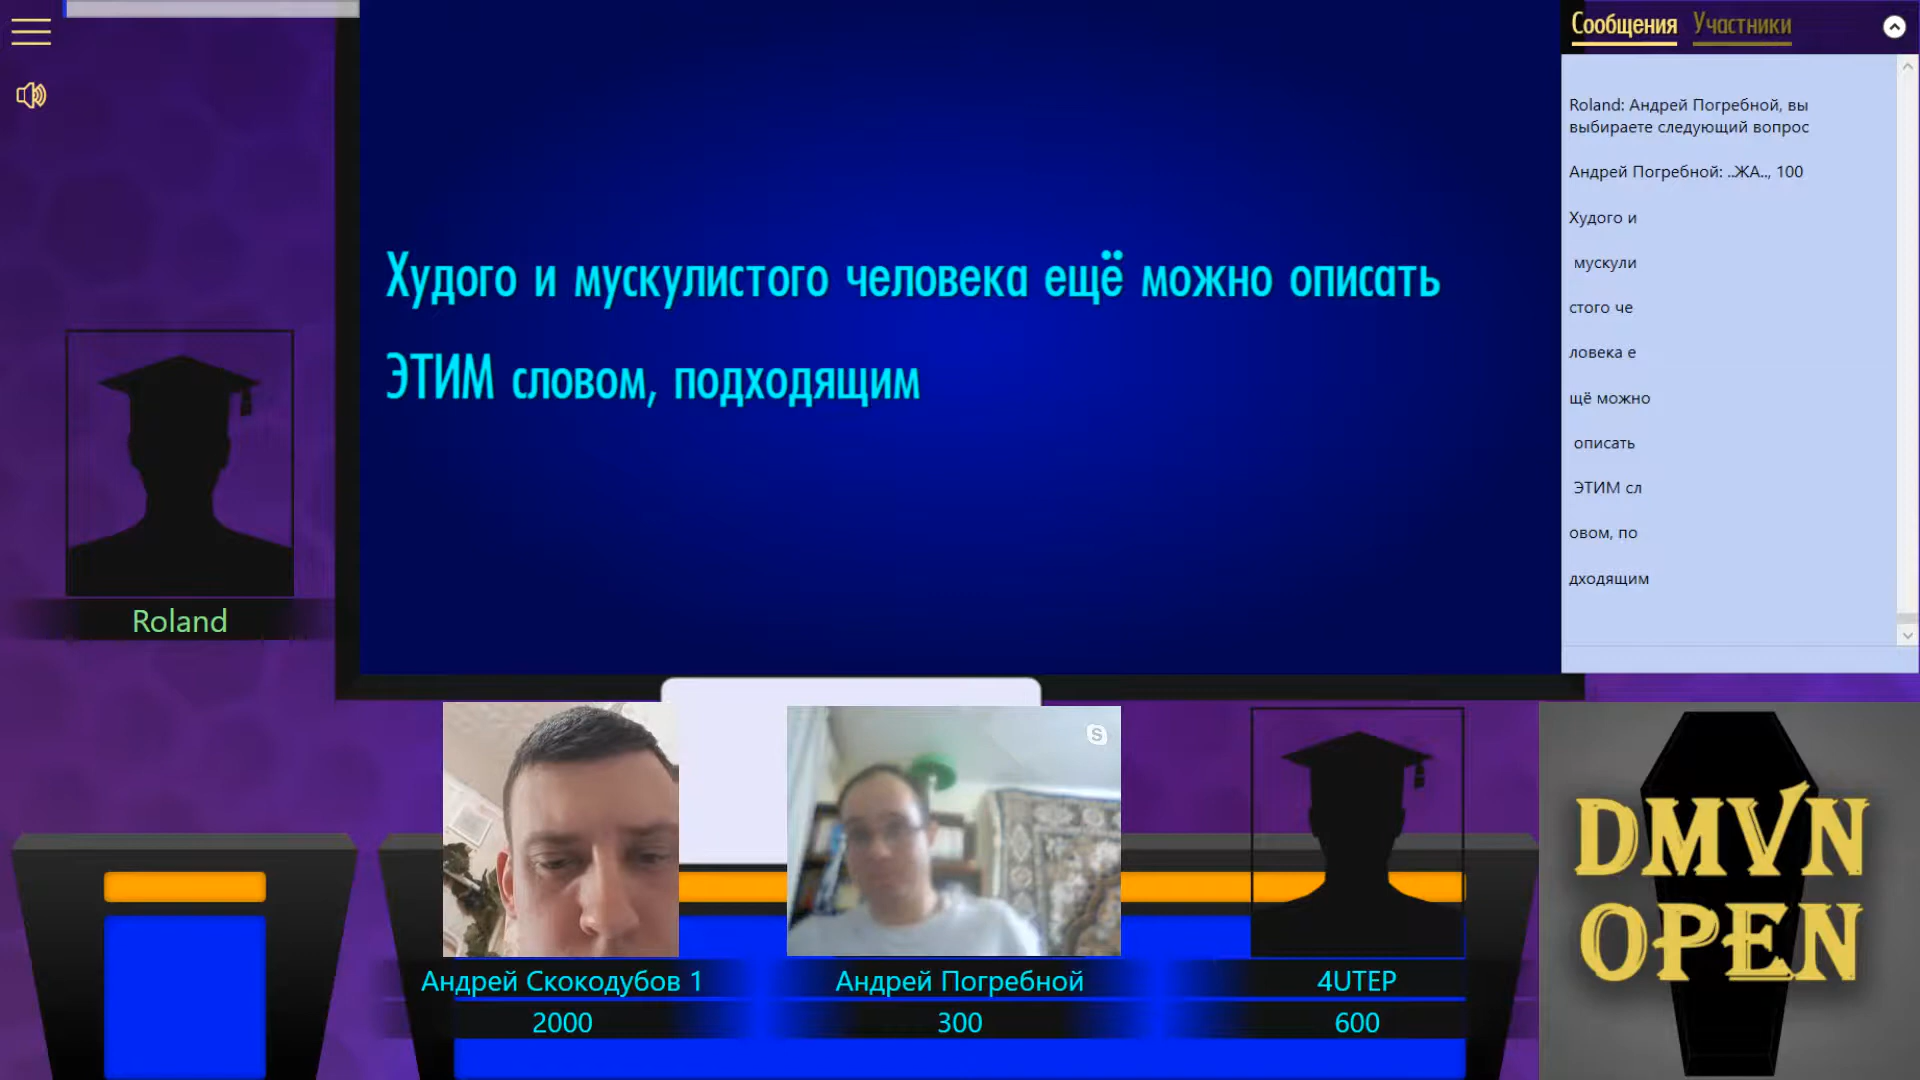 Сообщения Участники
Худого и мускулистого человека ещё можно описать
ЭТИМ словом, подходящим
Roland: Андрей Погребной, вы
выбираете следующий вопрос
Андрей Погребной: ..ЖА.., 100
Худого и
мускули
стого че
ловека е
щё можно
описать
ЭТИМ сл
овом, по
дходящим
Roland
S
DMVN
OPEN
Андрей Скокодубов 1
2000
Андрей Погребной
300
4UTEP
600